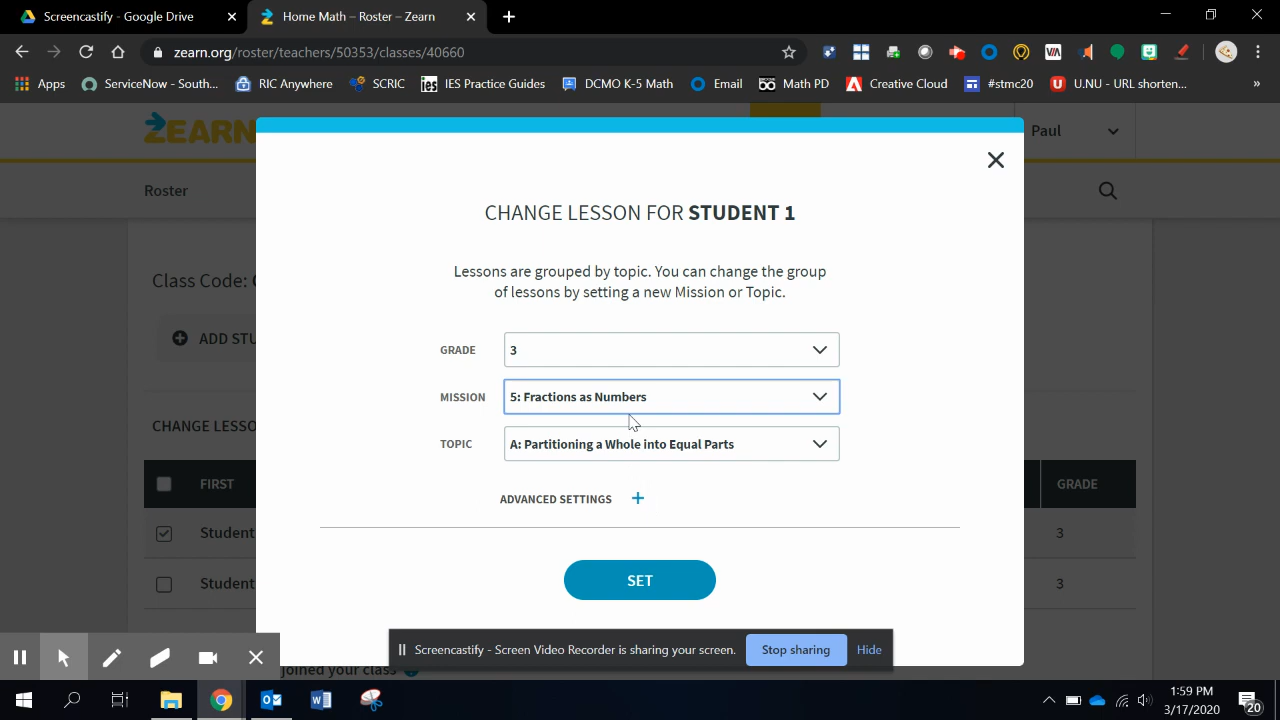 Screencastify - Google Drive
Home Math – Roster – Zearn
zearn.org/roster/teachers/50353/classes/40660
Apps
ServiceNow - South...
RIC Anywhere
SCRIC
IES Practice Guides
DCMO K-5 Math
Email
Math PD
Creative Cloud
#stmc20
U.NU - URL shorten...
»
ZEARN
Paul
Roster
CHANGE LESSON FOR STUDENT 1
Class Code:
Lessons are grouped by topic. You can change the group
of lessons by setting a new Mission or Topic.
ADD STU
GRADE
3
MISSION
5: Fractions as Numbers
CHANGE LESSO
TOPIC
A: Partitioning a Whole into Equal Parts
FIRST
GRADE
ADVANCED SETTINGS +
Student
3
Student
3
SET
Screencastify - Screen Video Recorder is sharing your screen.
Stop sharing
Hide
joined your class
1:59 PM
3/17/2020
20